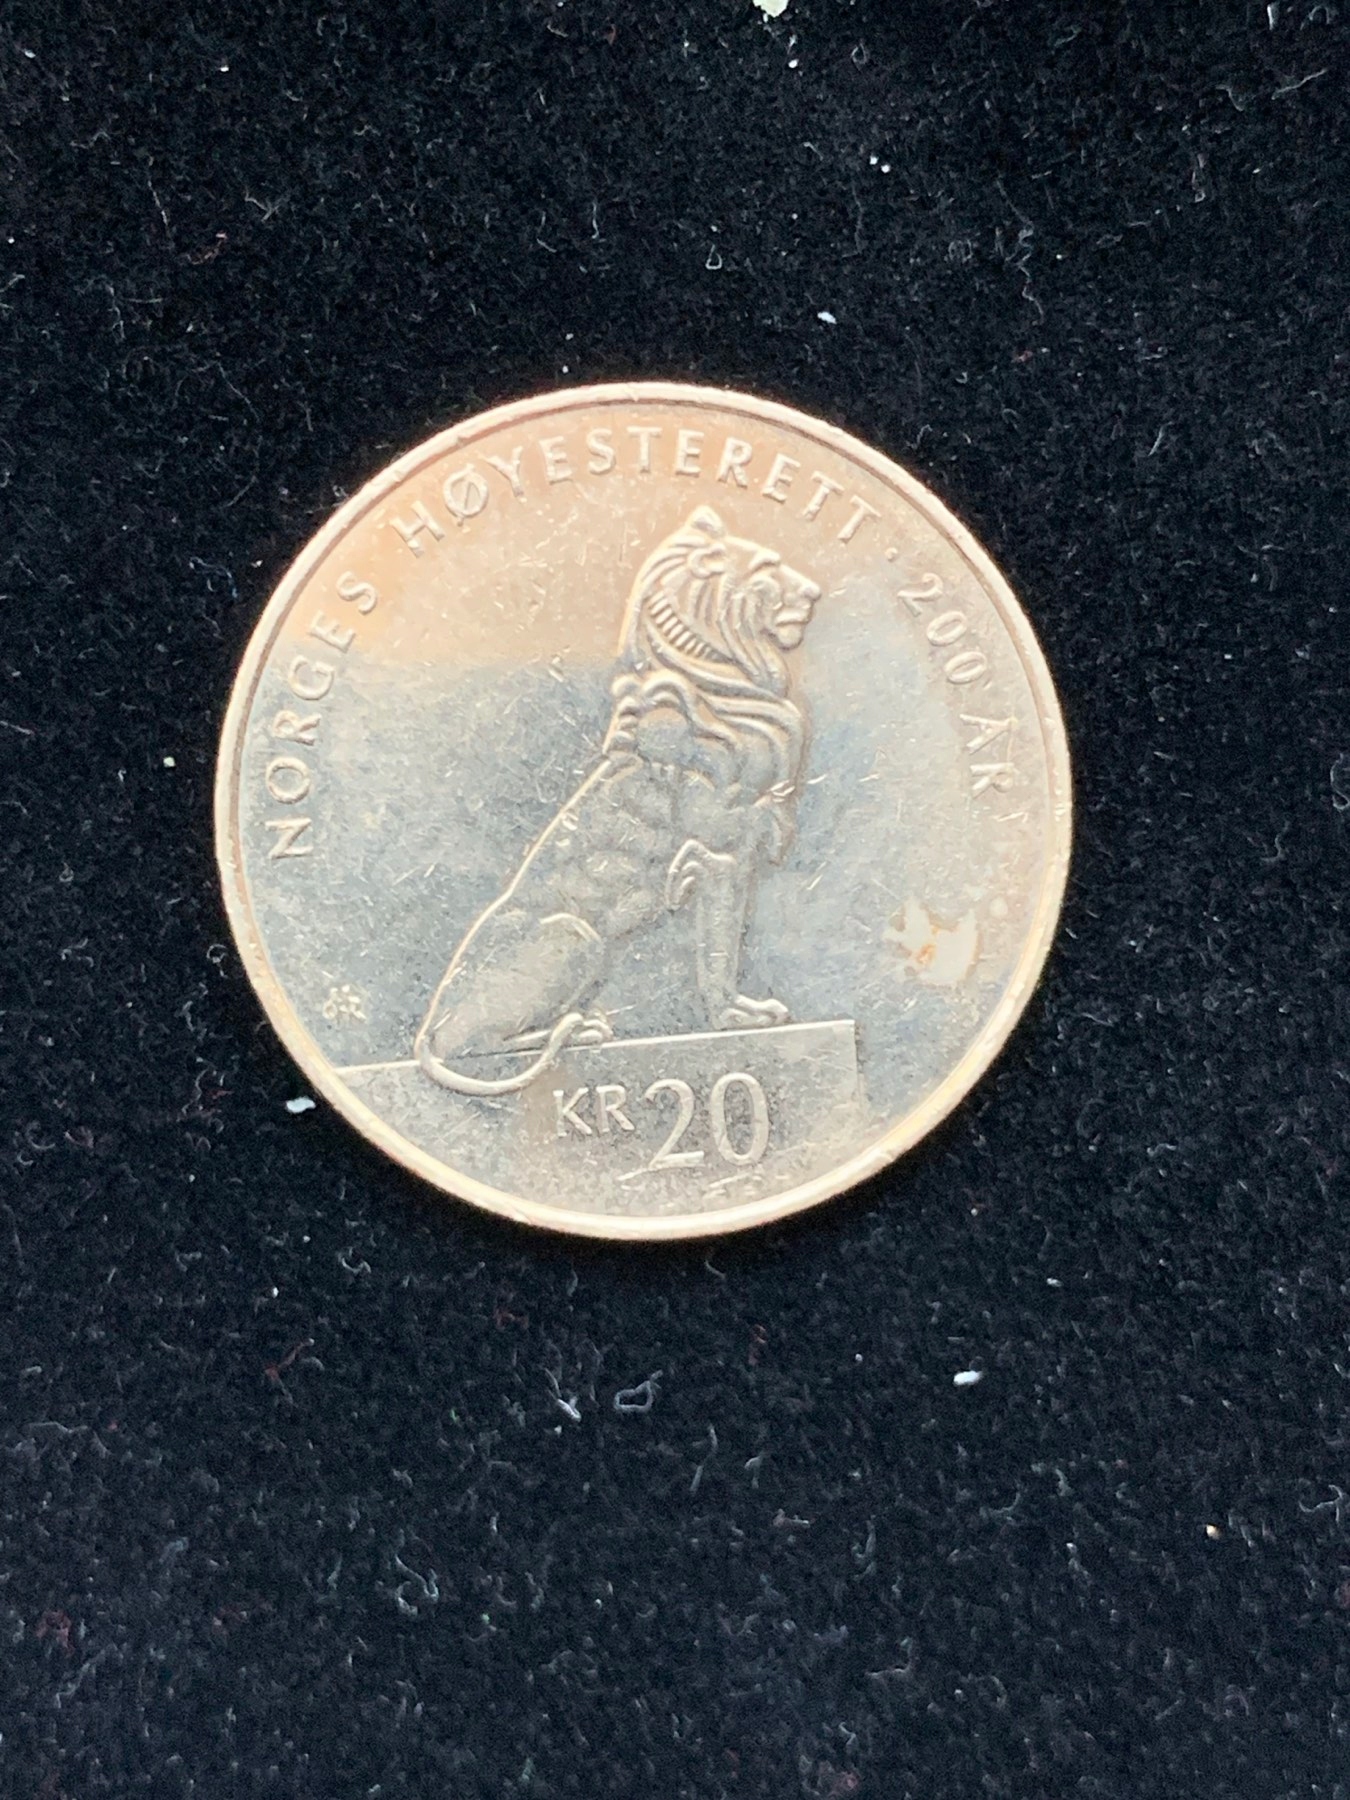 NORGES HØYESTERETT · 200 ÅR
KR 20